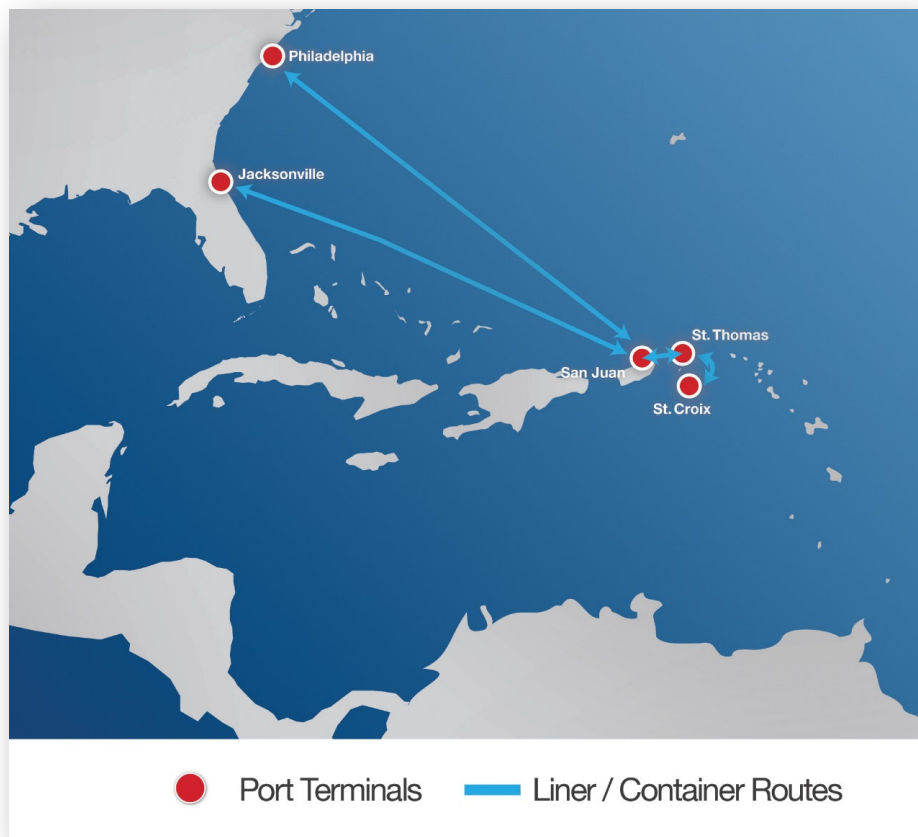 Philadelphia
Jacksonville
St. Thomas
San Juan
St. Croix
Port Terminals
Liner / Container Routes